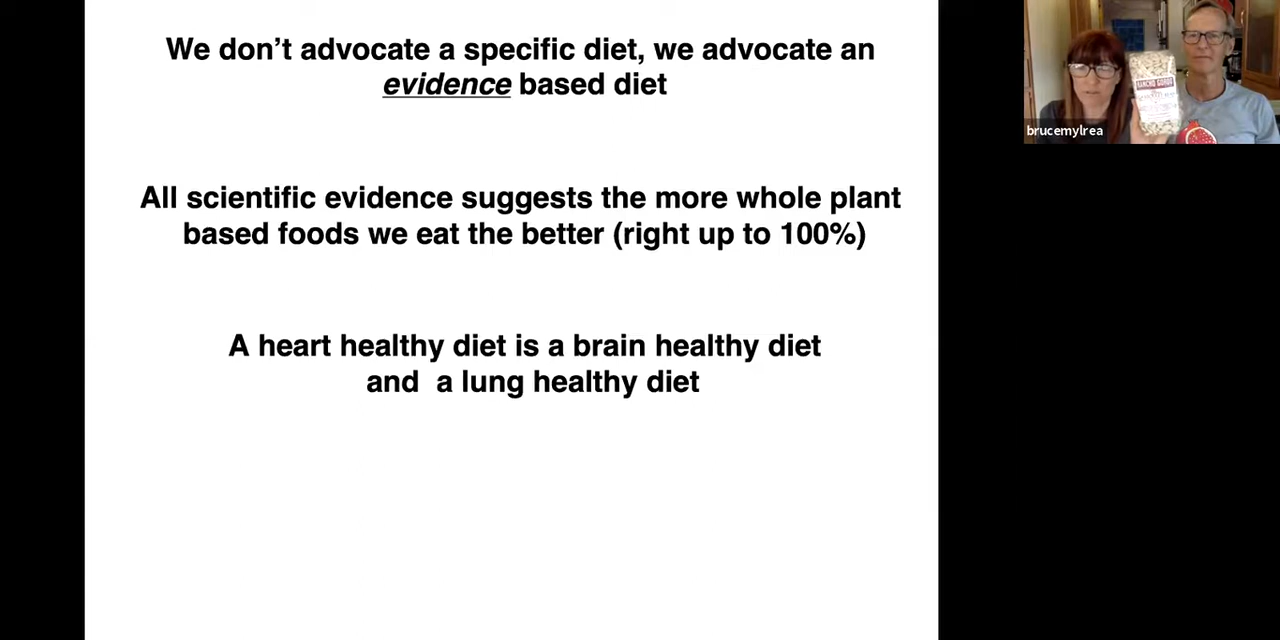 We don’t advocate a specific diet, we advocate an
evidence based diet
All scientific evidence suggests the more whole plant
based foods we eat the better (right up to 100%)
A heart healthy diet is a brain healthy diet
and  a lung healthy diet
RANCHO GORDO
brucemylrea